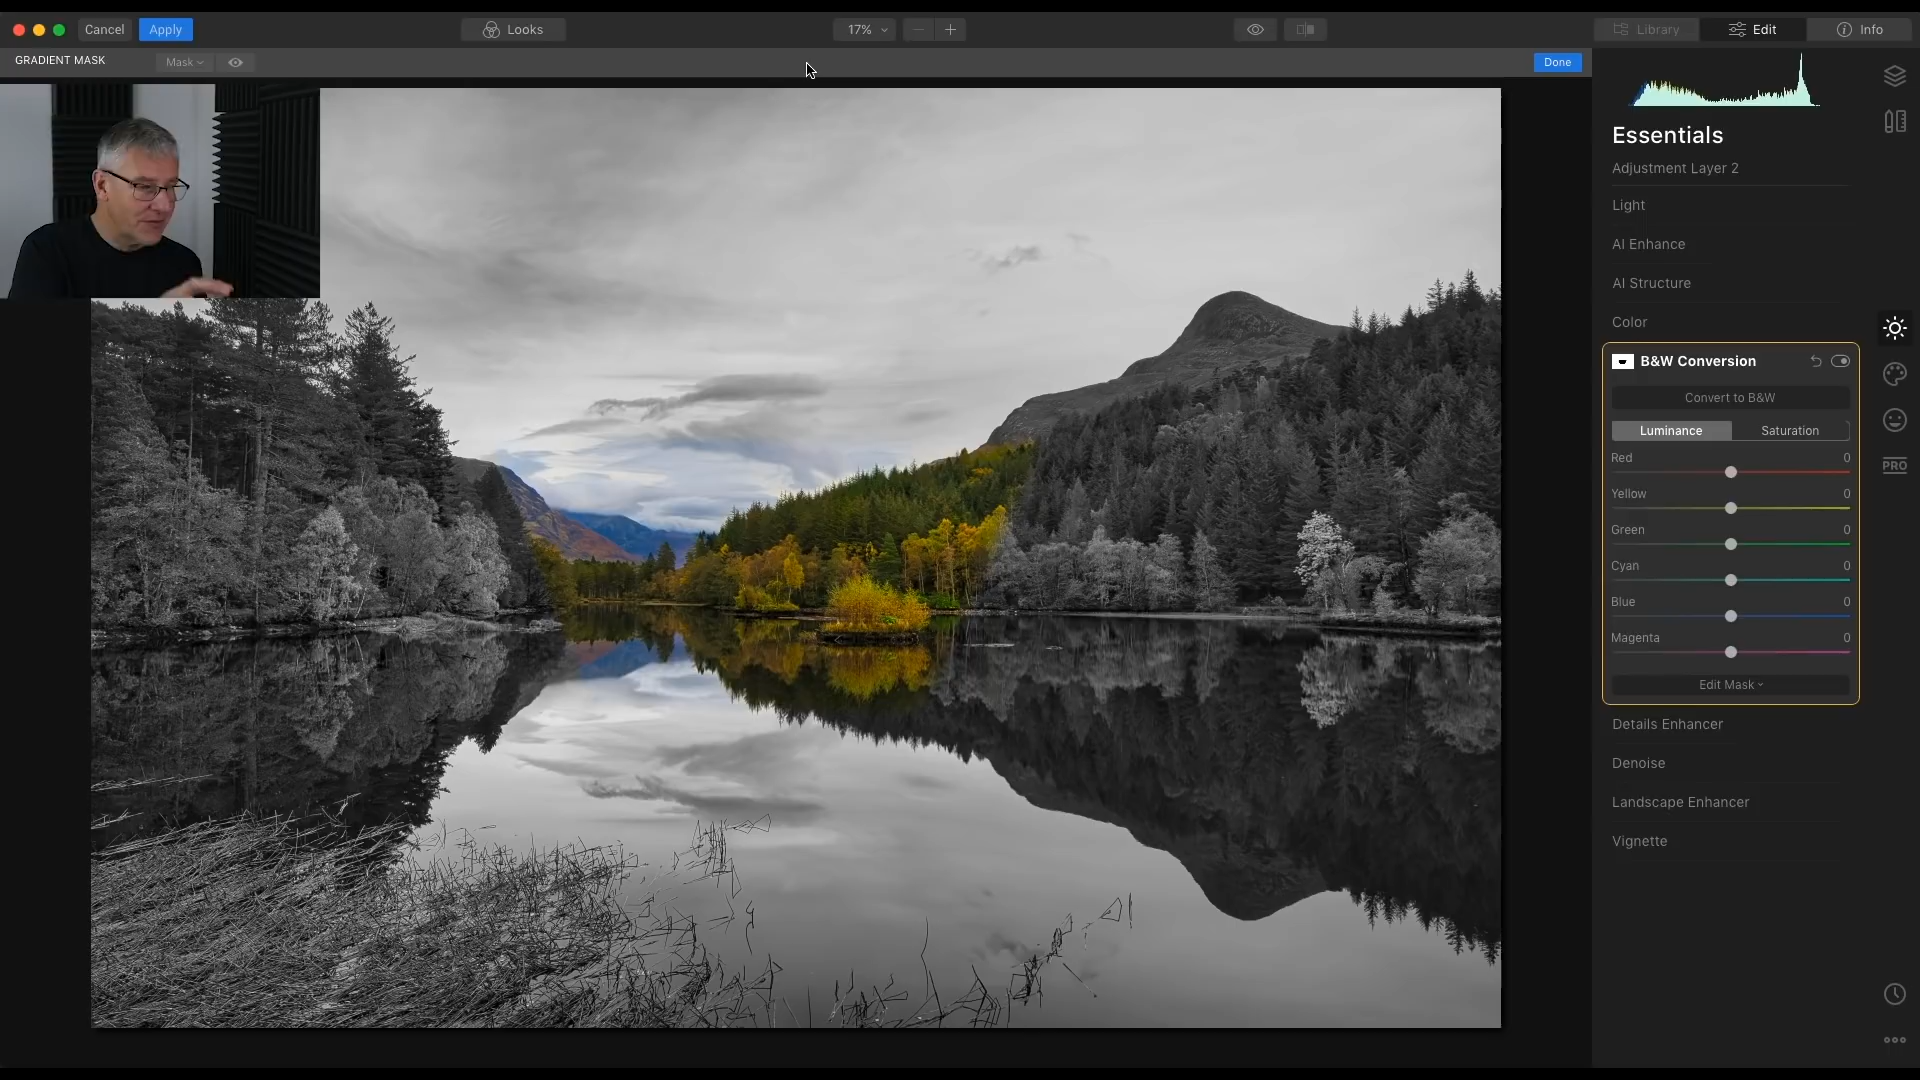 Cancel
Apply
Looks
17%
Library
Edit
Info
GRADIENT MASK
Mask
Done
Essentials
Adjustment Layer 2
Light
AI Enhance
AI Structure
Color
B&W Conversion
Convert to B&W
Luminance
Saturation
Red 0
Yellow 0
Green 0
Cyan 0
Blue 0
Magenta 0
Edit Mask
Details Enhancer
Denoise
Landscape Enhancer
Vignette
PRO